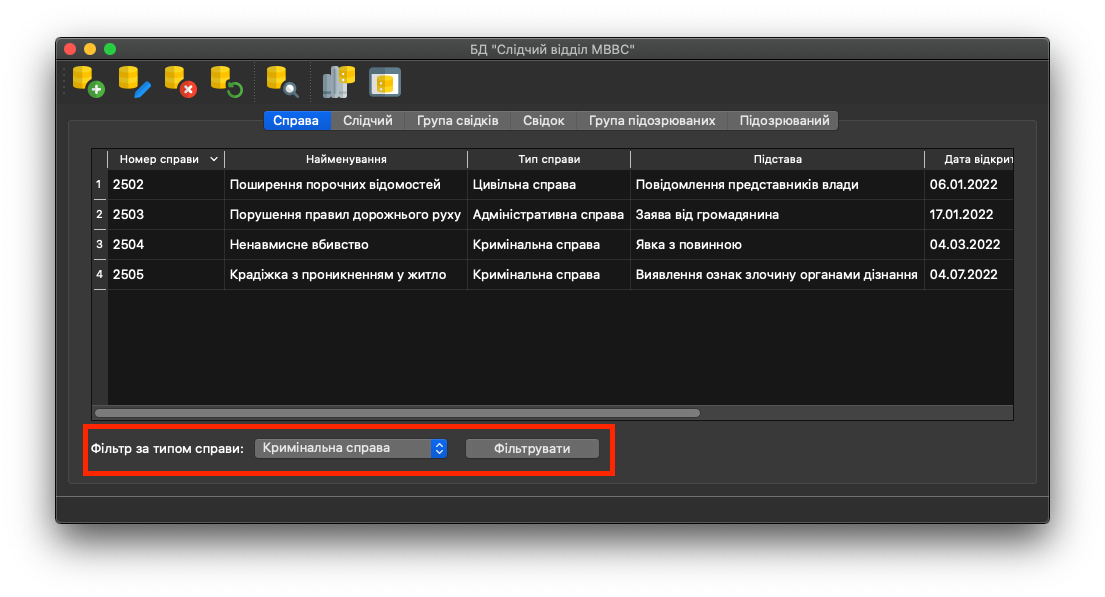 БД "Слідчий відділ МВВС"
Справа Слідчий Група свідків Свідок Група підозрюваних Підозрюваний
Номер справи Найменування Тип справи Підстава Дата відкрит
1 2502 Поширення порочних відомостей Цивільна справа Повідомлення представників влади 06.01.2022
2 2503 Порушення правил дорожнього руху Адміністративна справа Заява від громадянина 17.01.2022
3 2504 Ненавмисне вбивство Кримінальна справа Явка з повинною 04.03.2022
4 2505 Крадіжка з проникненням у житло Кримінальна справа Виявлення ознак злочину органами дізнання 04.07.2022
Фільтр за типом справи: Кримінальна справа Фільтрувати